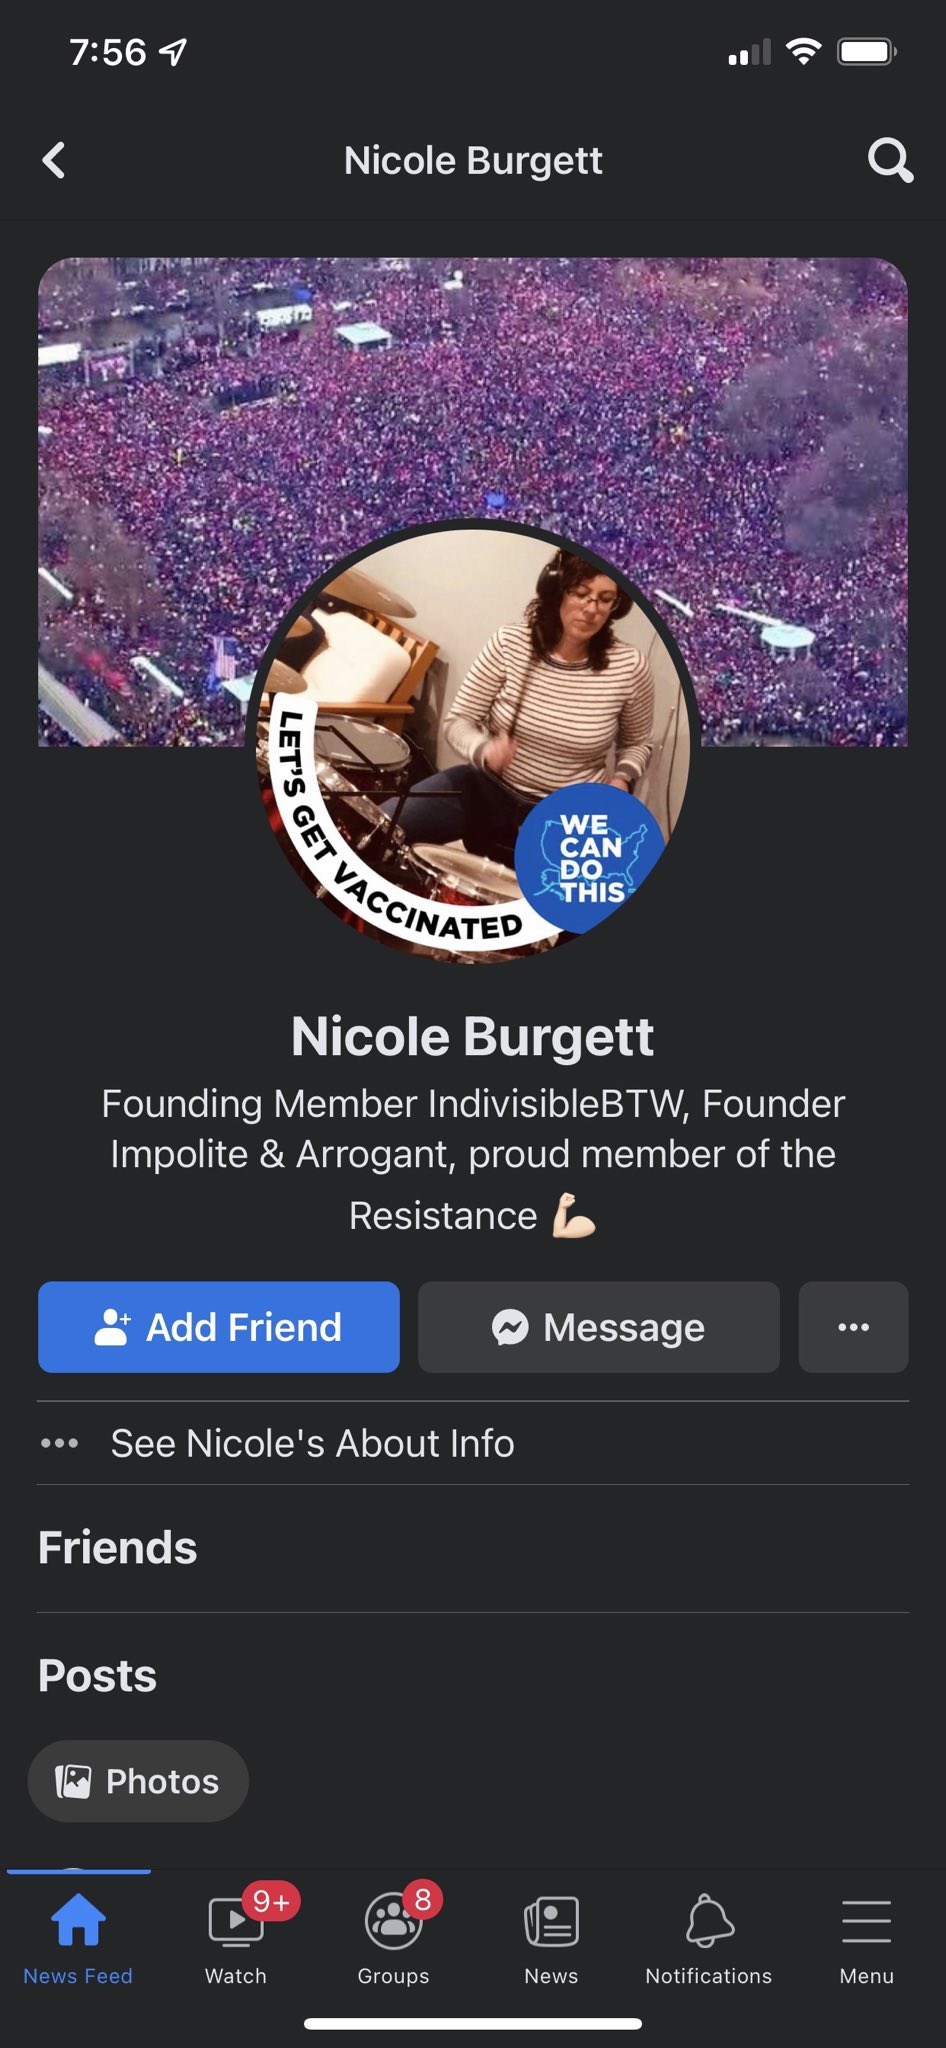 7:56
Nicole Burgett
LET'S GET VACCINATED
WE
CAN
DO
THIS
Nicole Burgett
Founding Member IndivisibleBTW, Founder
Impolite & Arrogant, proud member of the
Resistance 💪🏻
Add Friend
Message
See Nicole's About Info
Friends
Posts
Photos
9+
8
News Feed
Watch
Groups
News
Notifications
Menu